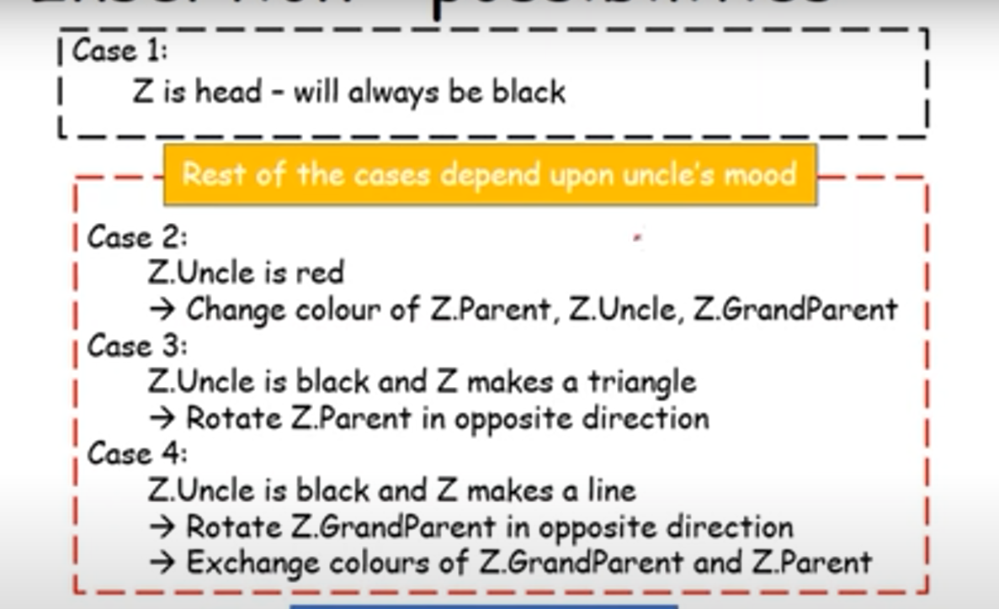 Case 1:
Z is head – will always be black
Rest of the cases depend upon uncle's mood
Case 2:
Z.Uncle is red
→ Change colour of Z.Parent, Z.Uncle, Z.GrandParent
Case 3:
Z.Uncle is black and Z makes a triangle
→ Rotate Z.Parent in opposite direction
Case 4:
Z.Uncle is black and Z makes a line
→ Rotate Z.GrandParent in opposite direction
→ Exchange colours of Z.GrandParent and Z.Parent